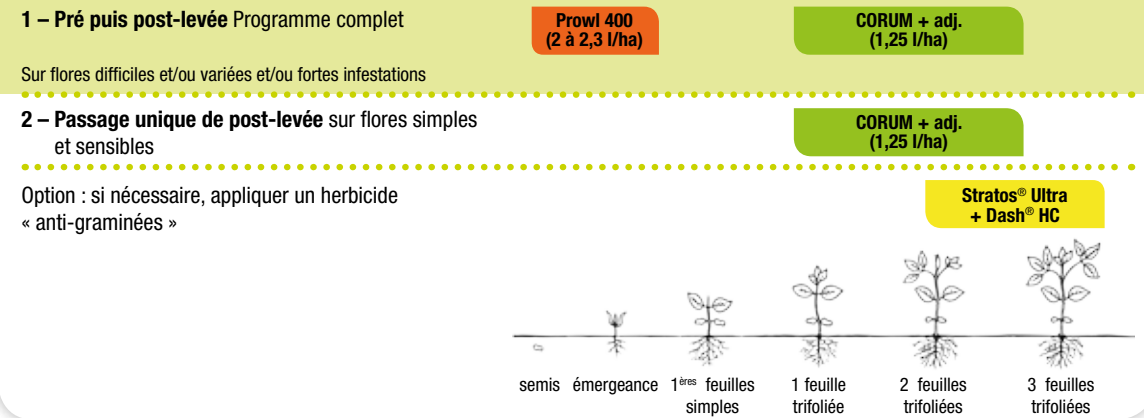 1 – Pré puis post-levée Programme complet
Prowl 400
(2 à 2,3 l/ha)
CORUM + adj.
(1,25 l/ha)
Sur flores difficiles et/ou variées et/ou fortes infestations
2 – Passage unique de post-levée sur flores simples
et sensibles
CORUM + adj.
(1,25 l/ha)
Option : si nécessaire, appliquer un herbicide
« anti-graminées »
Stratos® Ultra
+ Dash® HC
semis
émergeance
1ères feuilles
simples
1 feuille
trifoliée
2 feuilles
trifoliées
3 feuilles
trifoliées